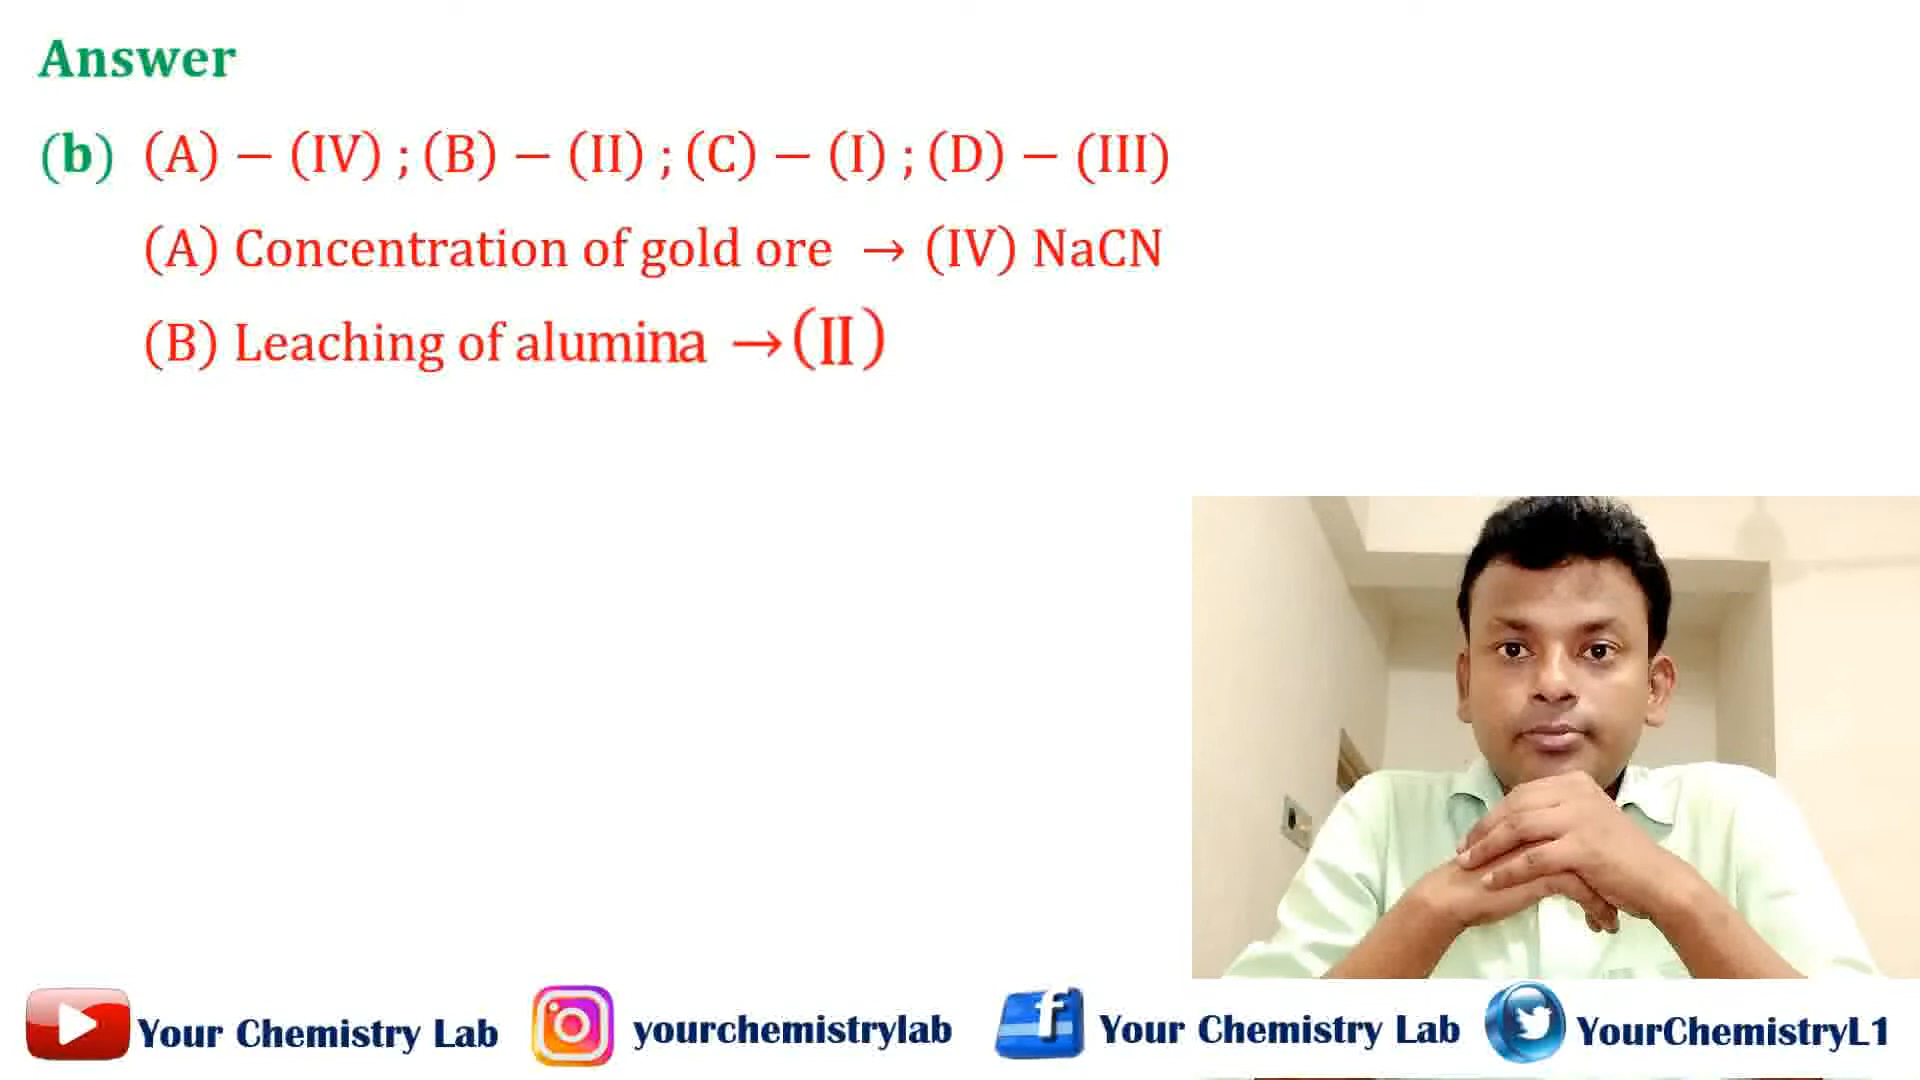 Answer
(b) (A) − (IV) ; (B) − (II) ; (C) − (I) ; (D) − (III)
(A) Concentration of gold ore → (IV) NaCN
(B) Leaching of alumina → (II)
Your Chemistry Lab
yourchemistrylab
f
Your Chemistry Lab
YourChemistryL1